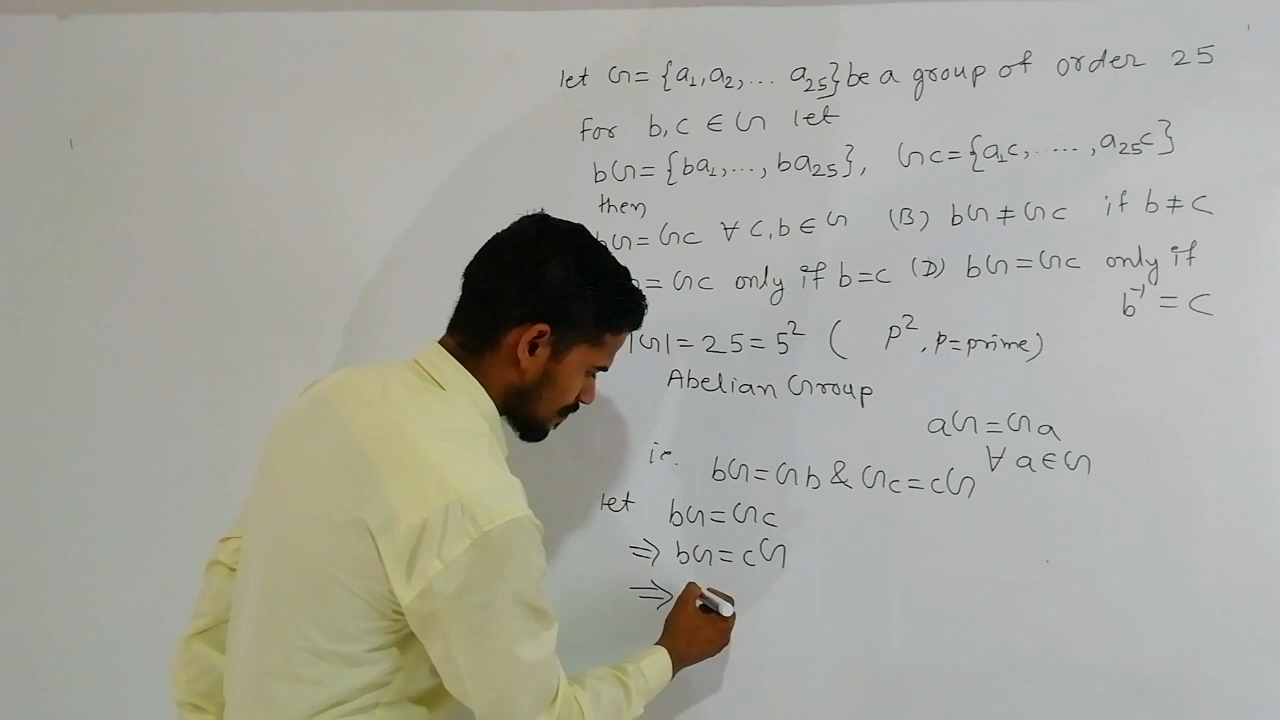 let G = {a₁, a₂, ... a₂₅} be a group of order 25
For b, c ∈ G let
bG = {ba₁, ..., ba₂₅}, Gc = {a₁c, ...., a₂₅c}
then
bG = Gc ∀ c, b ∈ G (B) bG ≠ Gc if b ≠ c
= Gc only if b = c (D) bG = Gc only if
b⁻¹ = c
|G| = 25 = 5² ( p², p = prime)
Abelian Group
aG = Ga
∀ a ∈ G
ie. bG = Gb & Gc = cG
let bG = Gc
⇒ bG = cG
⇒